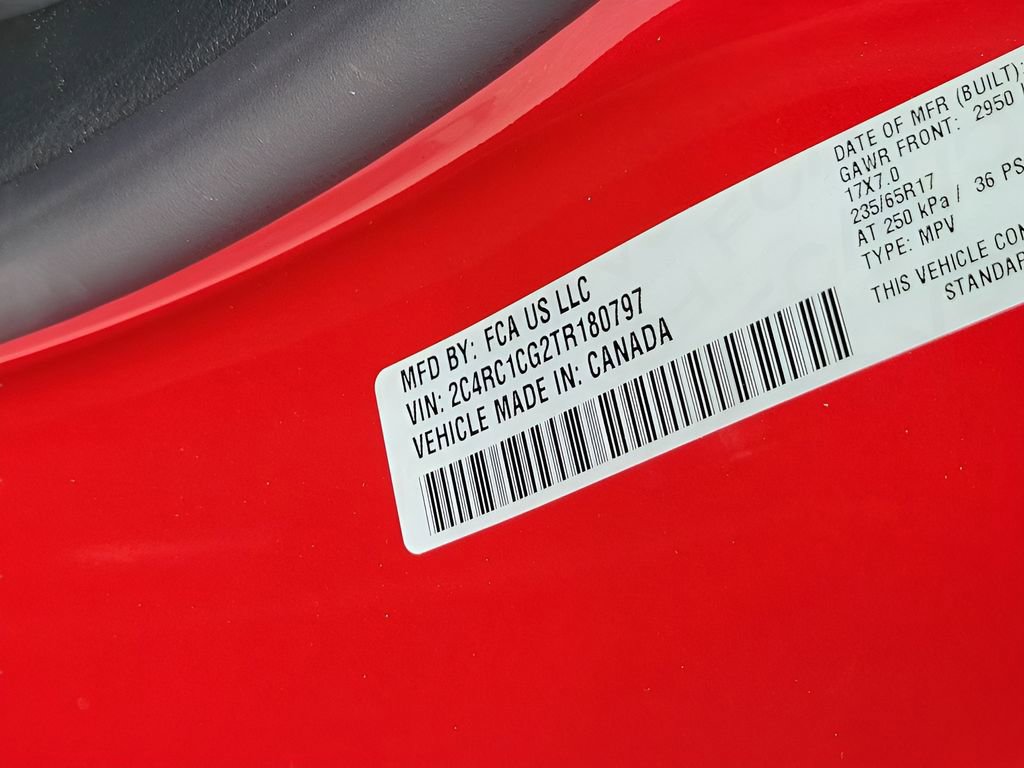 MFD BY: FCA US LLC
VIN: 2C4RC1CG2TR180797
VEHICLE MADE IN: CANADA
DATE OF MFR (BUILT):
GAWR FRONT: 2950
17X7.0
235/65R17
AT 250 kPa / 36 PS
TYPE: MPV
THIS VEHICLE CON
STANDAR